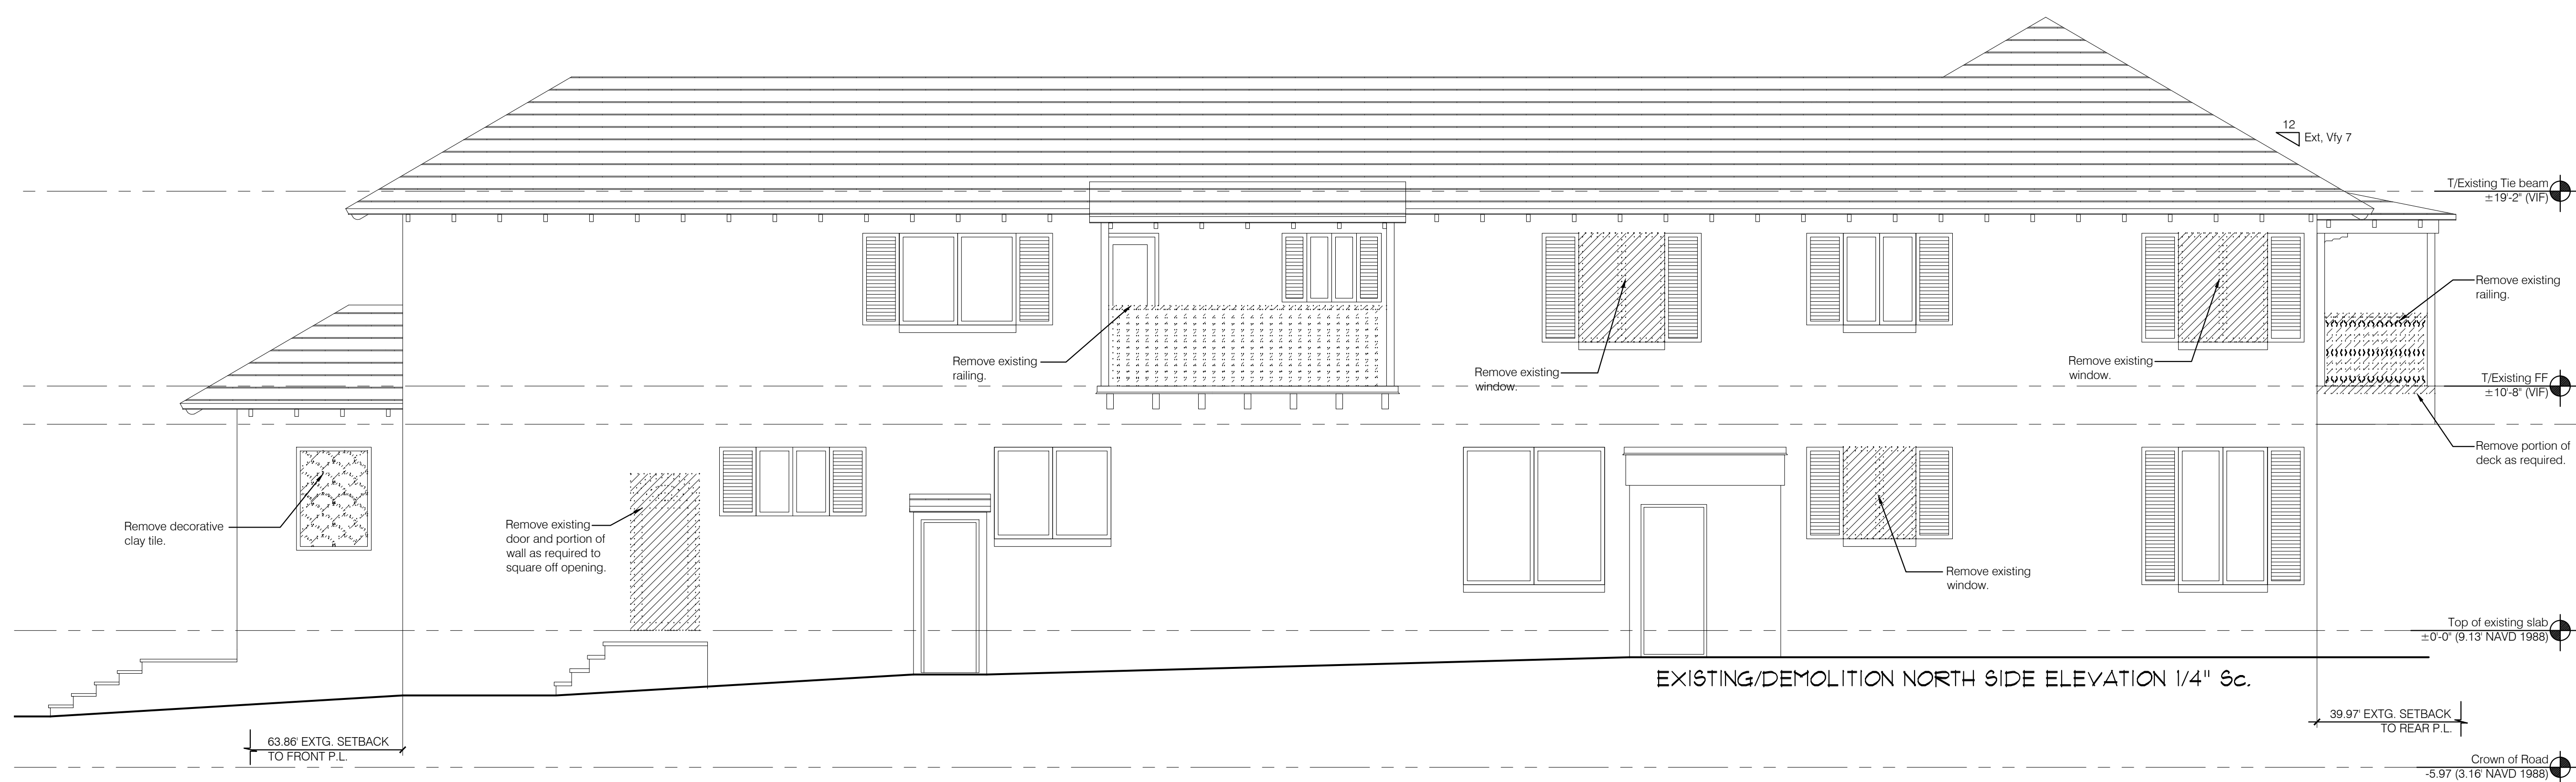 12
Ext, Vfy 7
T/Existing Tie beam
±19'-2" (VIF)
Remove existing
railing.
Remove existing
railing.
Remove existing
window.
Remove existing
window.
T/Existing FF
±10'-8" (VIF)
Remove portion of
deck as required.
Remove decorative
clay tile.
Remove existing
door and portion of
wall as required to
square off opening.
Remove existing
window.
Top of existing slab
±0'-0" (9.13' NAVD 1988)
EXISTING/DEMOLITION NORTH SIDE ELEVATION 1/4" Sc.
63.86' EXTG. SETBACK
TO FRONT P.L.
39.97' EXTG. SETBACK
TO REAR P.L.
Crown of Road
-5.97 (3.16' NAVD 1988)